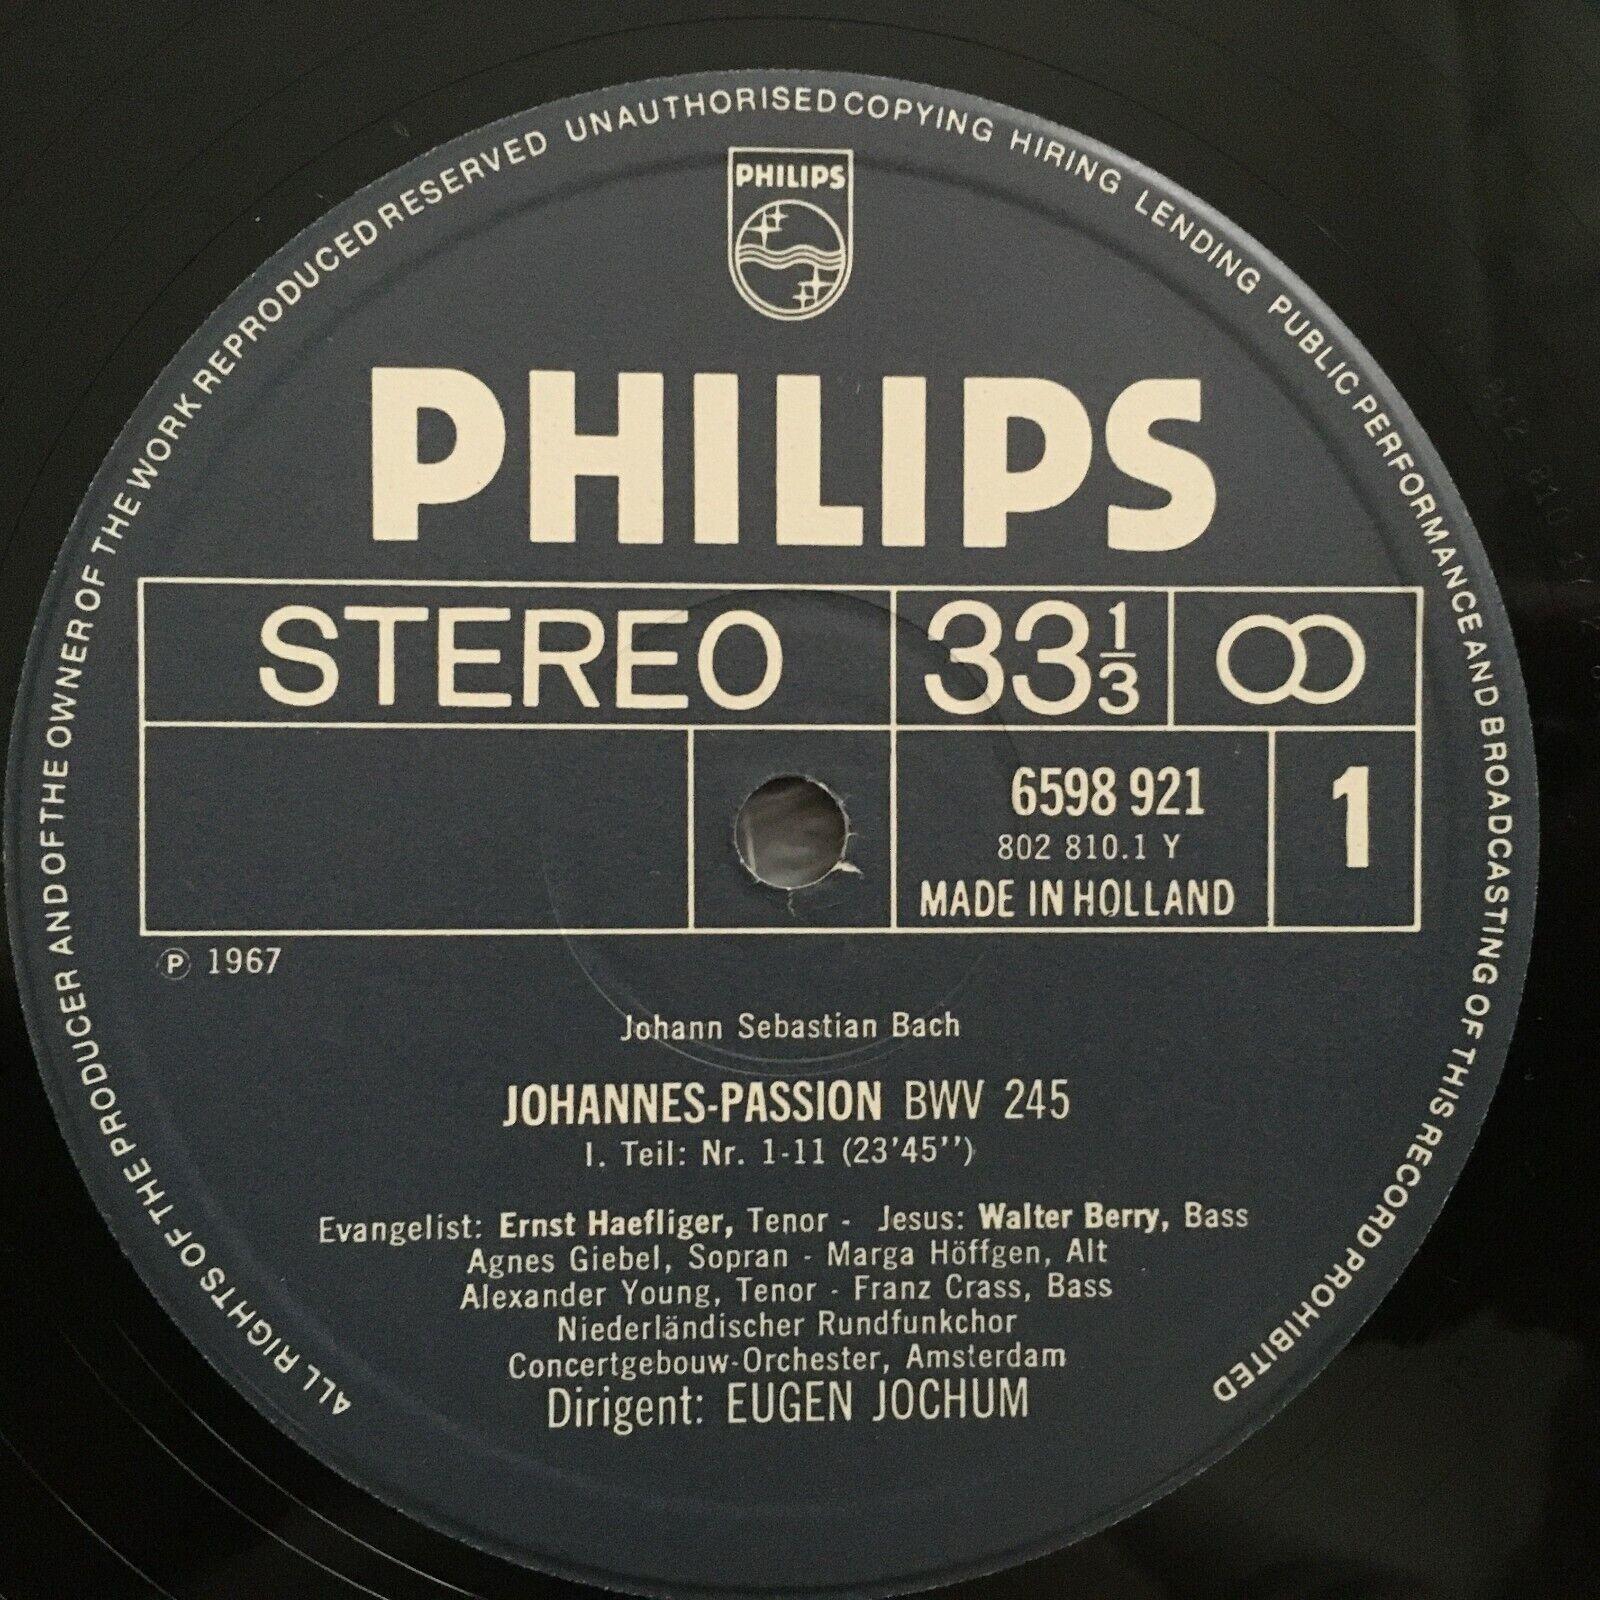 ALL RIGHTS OF THE PRODUCER AND OF THE OWNER OF THE WORK REPRODUCED RESERVED UNAUTHORISED COPYING HIRING LENDING PUBLIC PERFORMANCE AND BROADCASTING OF THIS RECORD PROHIBITED
PHILIPS
PHILIPS
STEREO 33 1/3
6598 921 1
802 810.1 Y
MADE IN HOLLAND
℗ 1967
Johann Sebastian Bach
JOHANNES-PASSION BWV 245
I. Teil: Nr. 1-11 (23'45'')
Evangelist: Ernst Haefliger, Tenor - Jesus: Walter Berry, Bass
Agnes Giebel, Sopran - Marga Höffgen, Alt
Alexander Young, Tenor - Franz Crass, Bass
Niederländischer Rundfunkchor
Concertgebouw-Orchester, Amsterdam
Dirigent: EUGEN JOCHUM